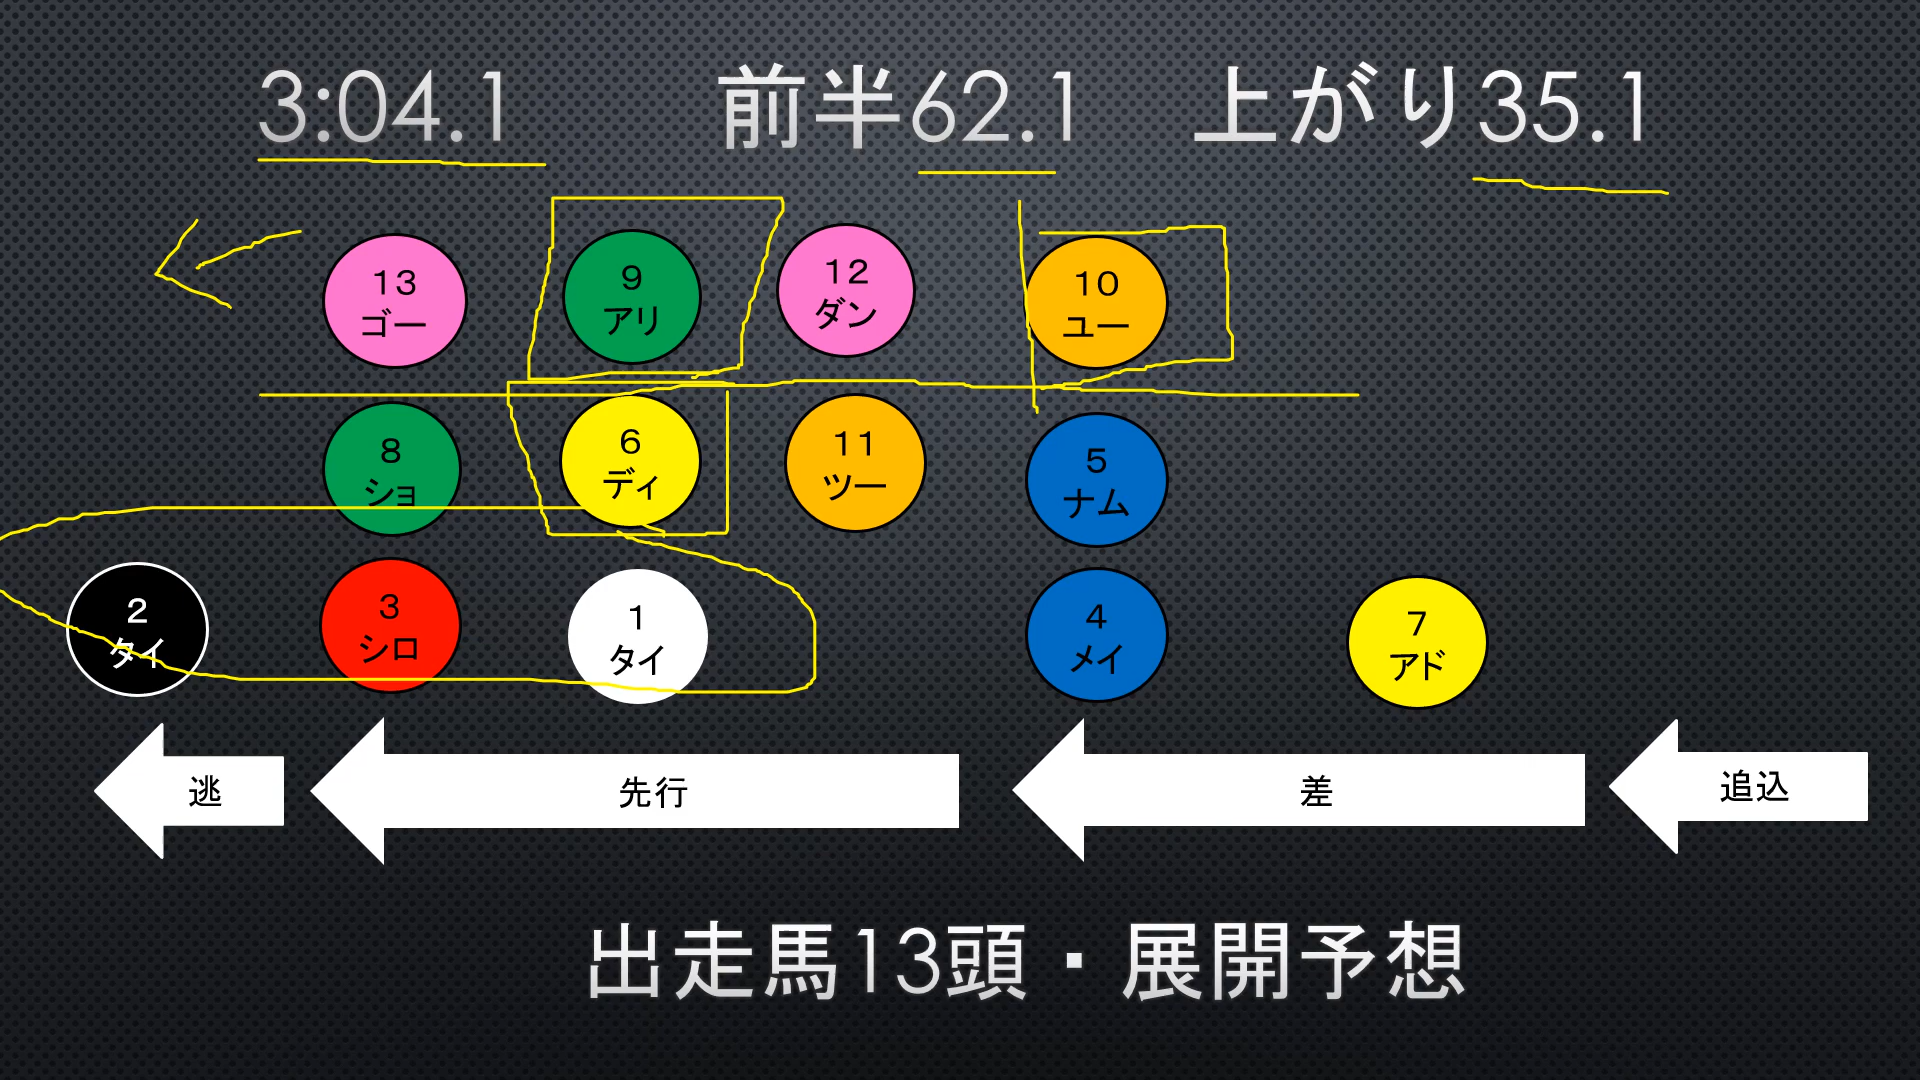 3:04.1 前半62.1 上がり35.1
13 ゴー
9 アリ
12 ダン
10 ユー
8 ショ
6 ディ
11 ツー
5 ナム
2 タイ
3 シロ
1 タイ
4 メイ
7 アド
逃 先行 差 追込
出走馬13頭・展開予想